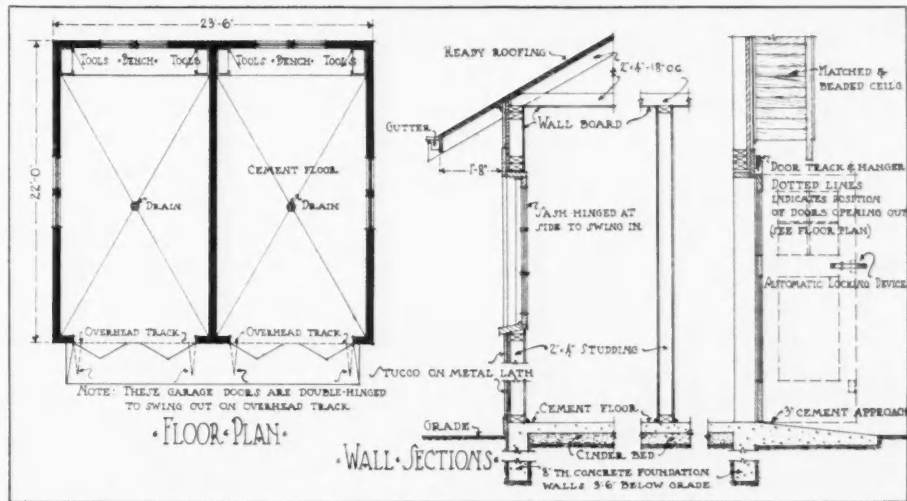 23'-6"
TOOLS • BENCH • TOOLS
TOOLS • BENCH • TOOLS
22'-0"
CEMENT FLOOR
DRAIN
DRAIN
OVERHEAD TRACK
OVERHEAD TRACK
NOTE: THESE GARAGE DOORS ARE DOUBLE-HINGED
TO SWING OUT ON OVERHEAD TRACK
• FLOOR • PLAN •
READY ROOFING
2"×4"-18"OC
GUTTER
WALL BOARD
1'-8"
SASH-HINGED AT
SIDE TO SWING IN.
2"×4" STUDDING
STUCCO ON METAL LATH
CEMENT FLOOR
GRADE
CINDER BED
8" TH. CONCRETE FOUNDATION
WALLS 3'-6" BELOW GRADE
• WALL • SECTIONS
MATCHED &
BEADED CEILG.
DOOR TRACK & HANGER
DOTTED LINES
INDICATES POSITION
OF DOORS OPENING OUT
(SEE FLOOR PLAN)
AUTOMATIC LOCKING DEVICE
3" CEMENT APPROACH